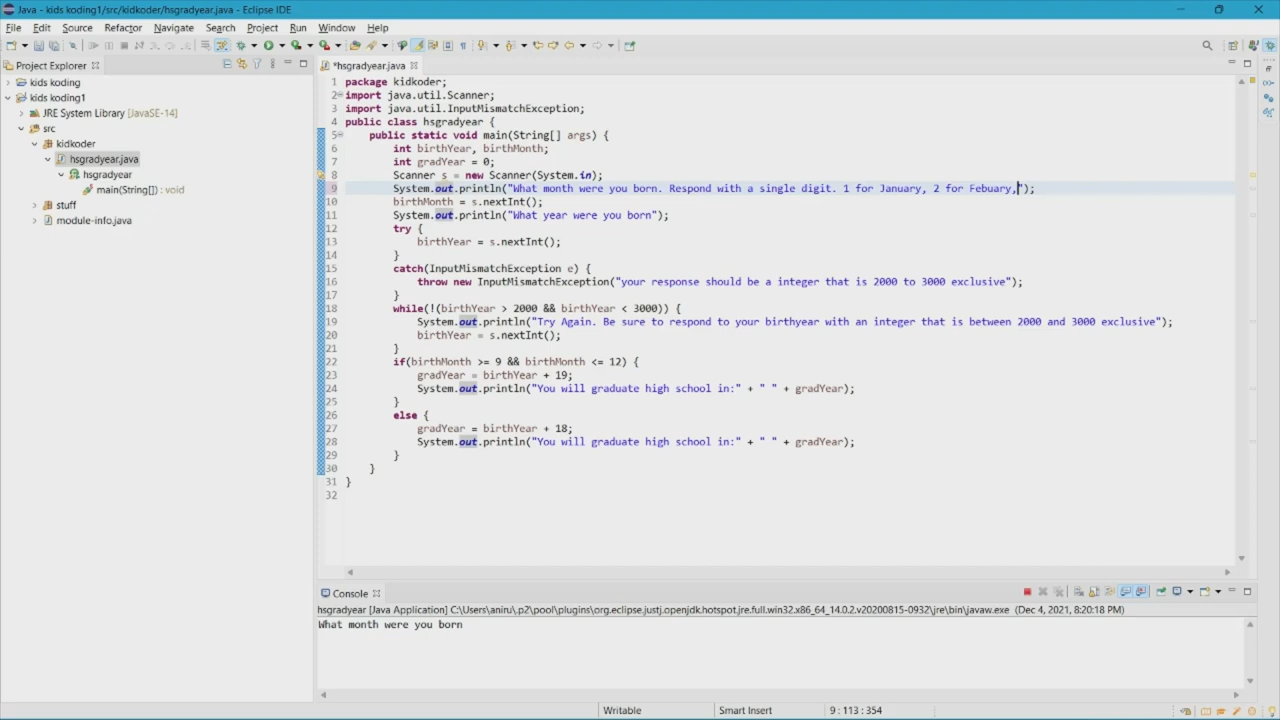 Java - kids koding1/src/kidkoder/hsgradyear.java - Eclipse IDE
File Edit Source Refactor Navigate Search Project Run Window Help
Project Explorer
kids koding
kids koding1
JRE System Library [JavaSE-14]
src
kidkoder
hsgradyear.java
hsgradyear
main(String[]) : void
stuff
module-info.java
*hsgradyear.java
1 package kidkoder;
2 import java.util.Scanner;
3 import java.util.InputMismatchException;
4 public class hsgradyear {
5 public static void main(String[] args) {
6 int birthYear, birthMonth;
7 int gradYear = 0;
8 Scanner s = new Scanner(System.in);
9 System.out.println("What month were you born. Respond with a single digit. 1 for January, 2 for Febuary,");
10 birthMonth = s.nextInt();
11 System.out.println("What year were you born");
12 try {
13 birthYear = s.nextInt();
14 }
15 catch(InputMismatchException e) {
16 throw new InputMismatchException("your response should be a integer that is 2000 to 3000 exclusive");
17 }
18 while(!(birthYear > 2000 && birthYear < 3000)) {
19 System.out.println("Try Again. Be sure to respond to your birthyear with an integer that is between 2000 and 3000 exclusive");
20 birthYear = s.nextInt();
21 }
22 if(birthMonth >= 9 && birthMonth <= 12) {
23 gradYear = birthYear + 19;
24 System.out.println("You will graduate high school in:" + " " + gradYear);
25 }
26 else {
27 gradYear = birthYear + 18;
28 System.out.println("You will graduate high school in:" + " " + gradYear);
29 }
30 }
31 }
32
Console
hsgradyear [Java Application] C:\Users\aniru\.p2\pool\plugins\org.eclipse.justj.openjdk.hotspot.jre.full.win32.x86_64_14.0.2.v20200815-0932\jre\bin\javaw.exe (Dec 4, 2021, 8:20:18 PM)
What month were you born
Writable Smart Insert 9 : 113 : 354